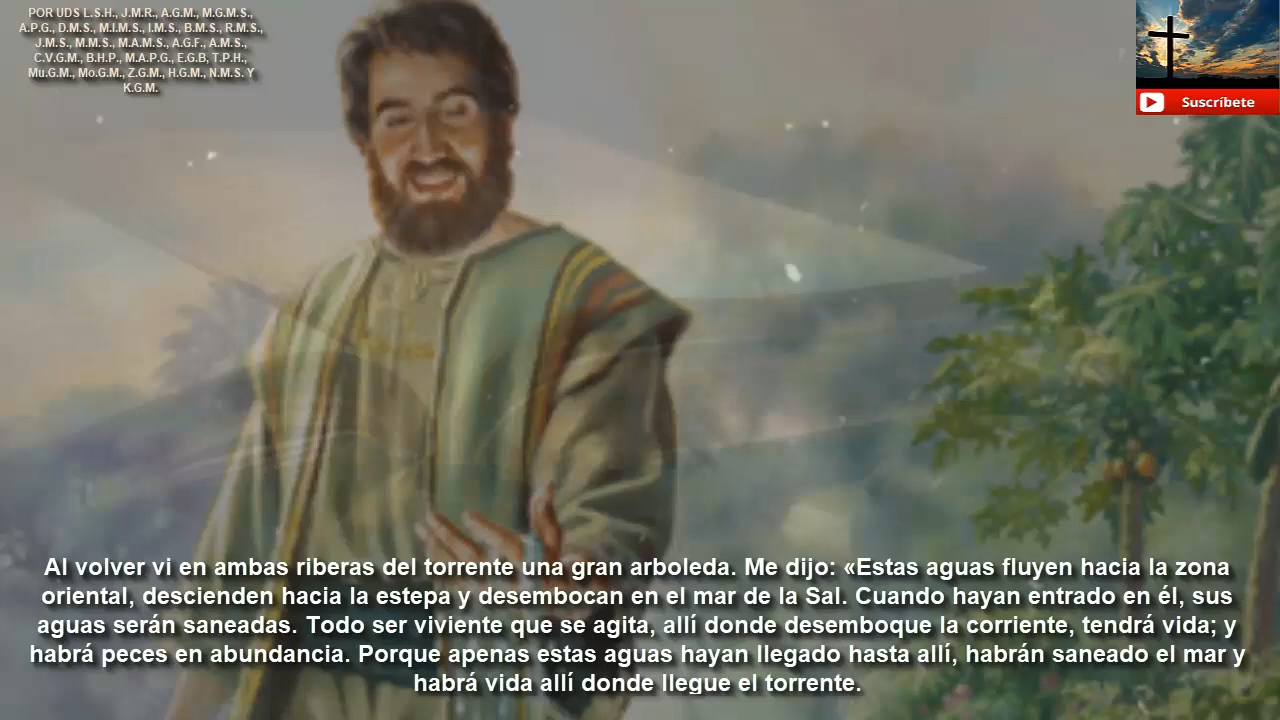 POR UDS L.S.H., J.M.R., A.G.M., M.G.M.S.,
A.P.G., D.M.S., M.I.M.S., I.M.S., B.M.S., R.M.S.,
J.M.S., M.M.S., M.A.M.S., A.G.F., A.M.S.,
C.V.G.M., B.H.P., M.A.P.G., E.G.B, T.P.H.,
Mu.G.M., Mo.G.M., Z.G.M., H.G.M., N.M.S. Y
K.G.M.
Suscríbete
Al volver vi en ambas riberas del torrente una gran arboleda. Me dijo: «Estas aguas fluyen hacia la zona
oriental, descienden hacia la estepa y desembocan en el mar de la Sal. Cuando hayan entrado en él, sus
aguas serán saneadas. Todo ser viviente que se agita, allí donde desemboque la corriente, tendrá vida; y
habrá peces en abundancia. Porque apenas estas aguas hayan llegado hasta allí, habrán saneado el mar y
habrá vida allí donde llegue el torrente.